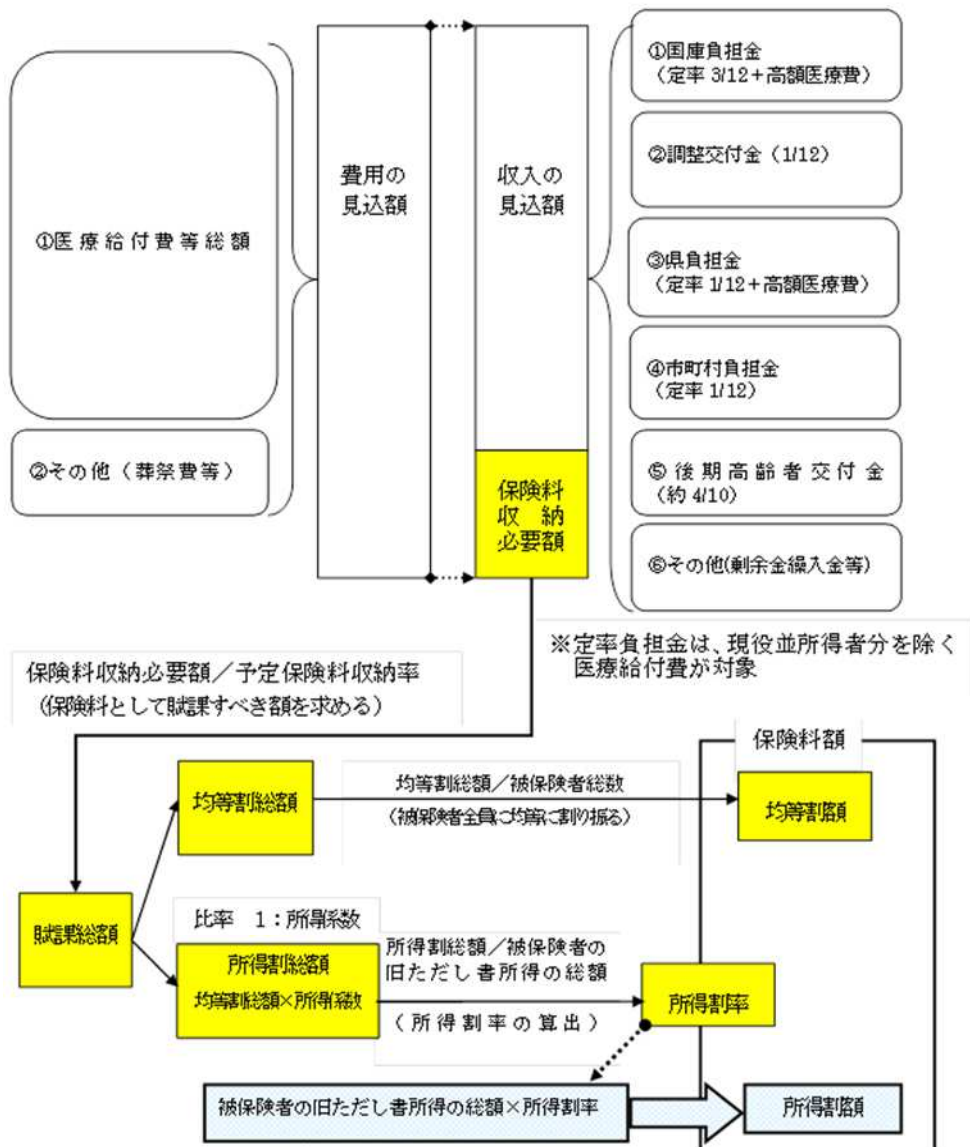 ①医療給付費等総額
②その他（葬祭費等）
費用の
見込額
収入の
見込額
保険料
収　納
必要額
①国庫負担金
（定率 3/12＋高額医療費）
②調整交付金（1/12）
③県負担金
（定率 1/12＋高額医療費）
④市町村負担金
（定率 1/12）
⑤後期高齢者交付金
（約 4/10）
⑥その他(剰余金繰入金等)
※定率負担金は、現役並所得者分を除く
医療給付費が対象
保険料収納必要額／予定保険料収納率
（保険料として賦課すべき額を求める）
保険料額
均等割総額
均等割総額／被保険者総数
（被保険者全員に均等に割り振る）
均等割額
賦課総額
比率　1：所得係数
所得割総額
均等割総額×所得係数
所得割総額／被保険者の
旧ただし書所得の総額
（所得割率の算出）
所得割率
被保険者の旧ただし書所得の総額×所得割率
所得割額